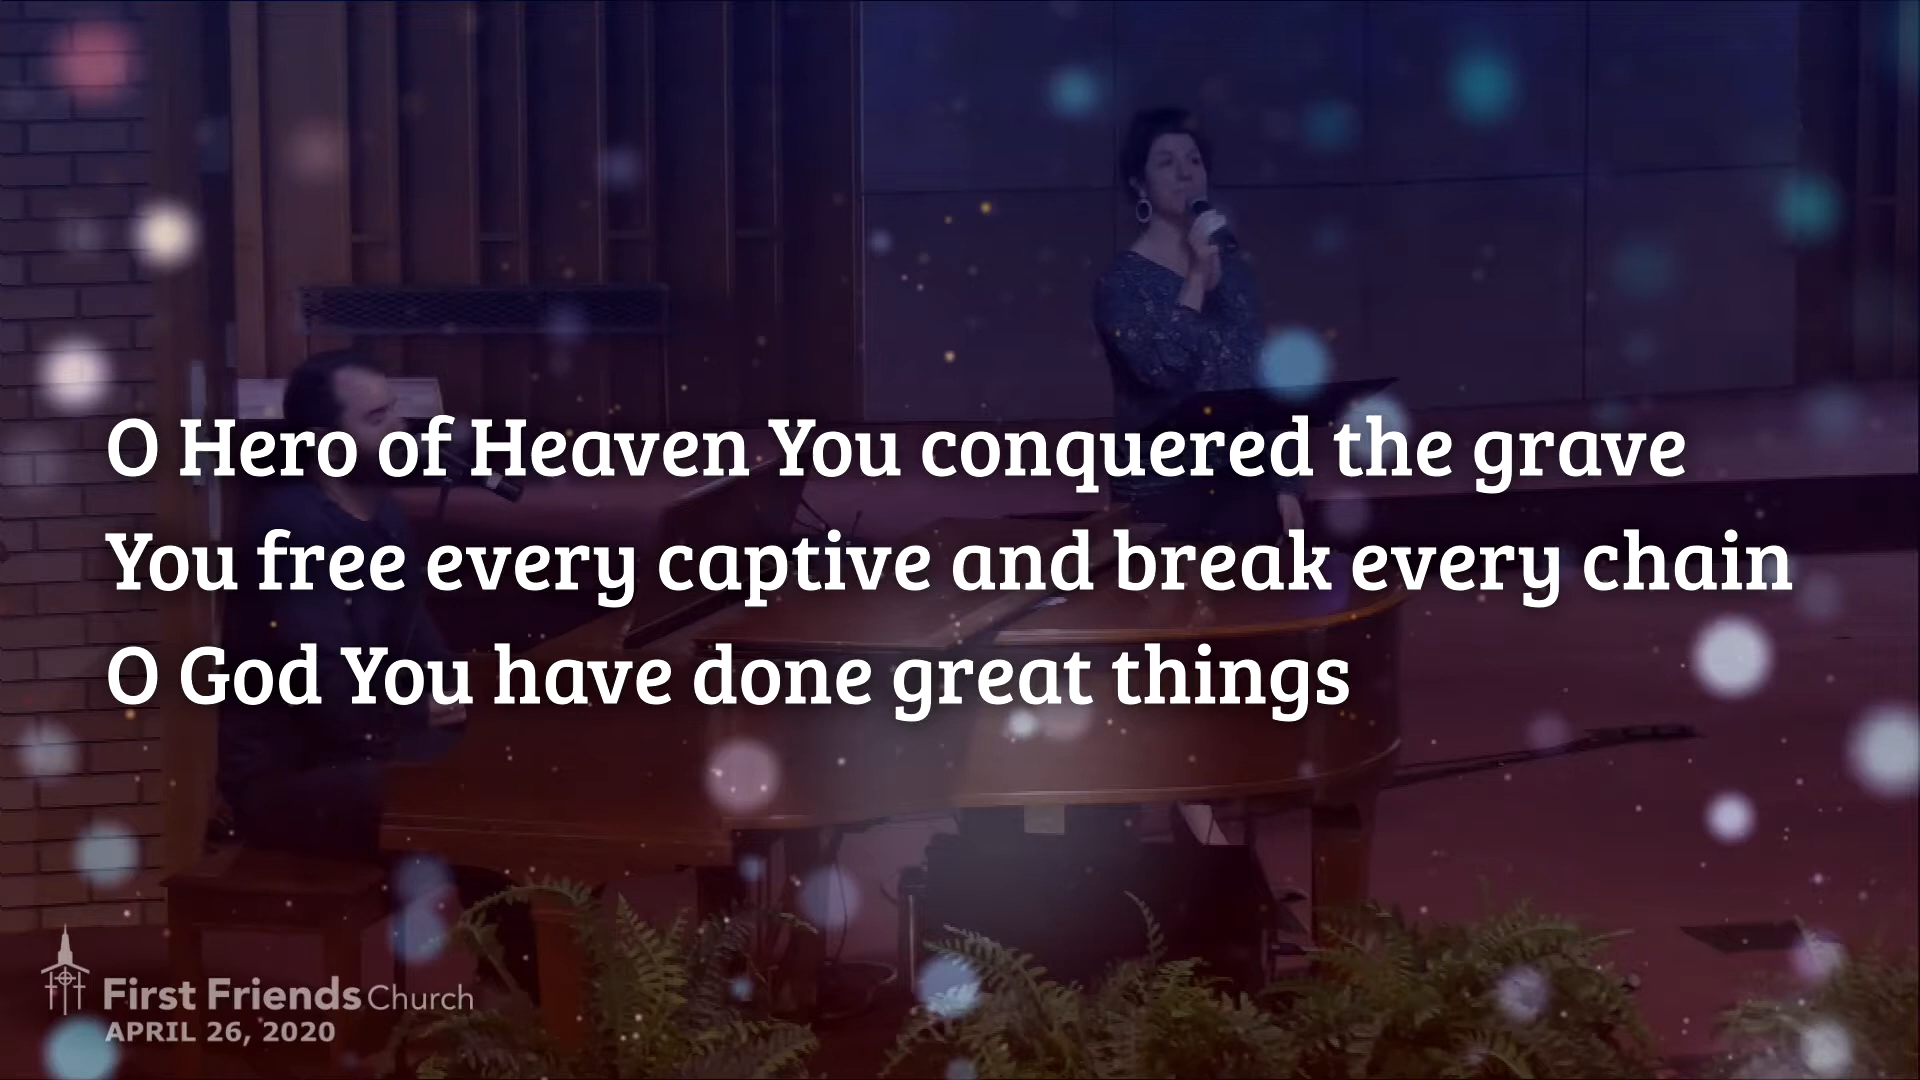 O Hero of Heaven You conquered the grave
You free every captive and break every chain
O God You have done great things
First Friends Church
APRIL 26, 2020